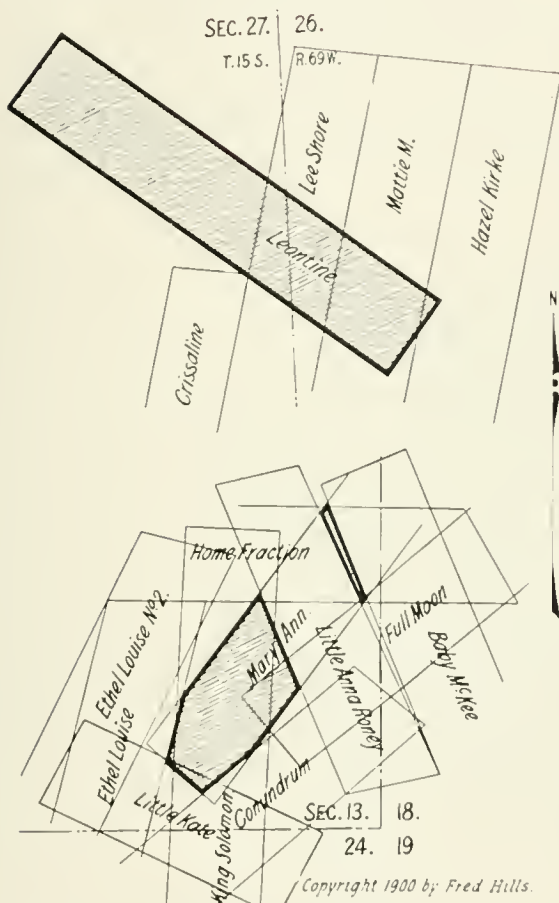 SEC. 27. 26.
T.15 S. R.69W.
Lee Shore
Mattie M.
Hazel Kirke
Leantine
Crissaline
N
Home Fraction
Ethel Louise No 2.
Mary Ann.
Little Anna Roney
Full Moon
Baby McKee
Ethel Louise
Little Kate
King Solomon
Conundrum
SEC. 13. 18.
24. 19
Copyright 1900 by Fred Hills.